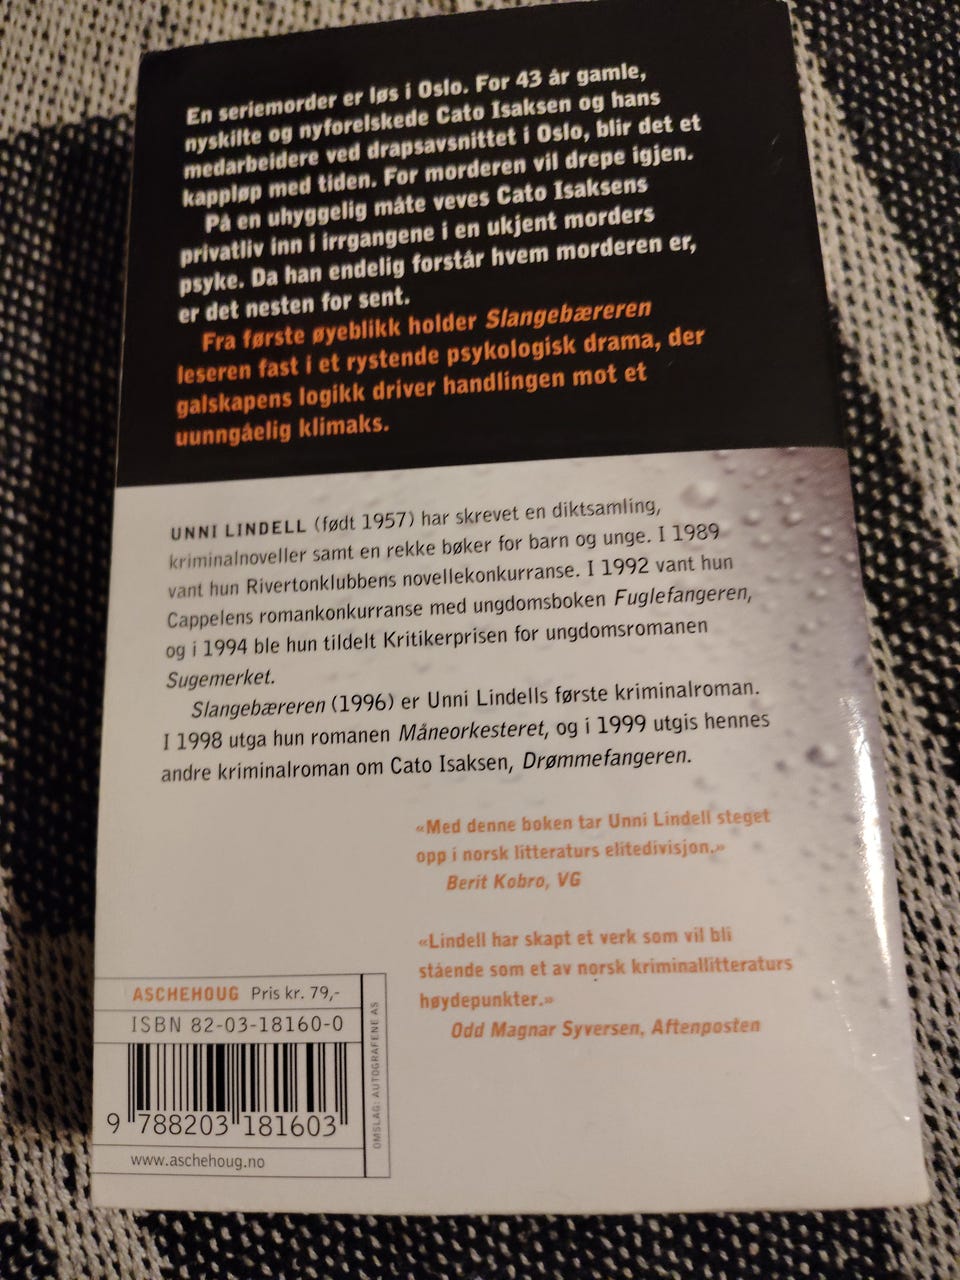 En seriemorder er løs i Oslo. For 43 år gamle,
nyskilte og nyforelskede Cato Isaksen og hans
medarbeidere ved drapsavsnittet i Oslo, blir det et
kappløp med tiden. For morderen vil drepe igjen.
På en uhyggelig måte veves Cato Isaksens
privatliv inn i irrgangene i en ukjent morders
psyke. Da han endelig forstår hvem morderen er,
er det nesten for sent.
Fra første øyeblikk holder Slangebæreren
leseren fast i et rystende psykologisk drama, der
galskapens logikk driver handlingen mot et
uunngåelig klimaks.
UNNI LINDELL (født 1957) har skrevet en diktsamling,
kriminalnoveller samt en rekke bøker for barn og unge. I 1989
vant hun Rivertonklubbens novellekonkurranse. I 1992 vant hun
Cappelens romankonkurranse med ungdomsboken Fuglefangeren,
og i 1994 ble hun tildelt Kritikerprisen for ungdomsromanen
Sugemerket.
Slangebæreren (1996) er Unni Lindells første kriminalroman.
I 1998 utga hun romanen Måneorkesteret, og i 1999 utgis hennes
andre kriminalroman om Cato Isaksen, Drømmefangeren.
«Med denne boken tar Unni Lindell steget
opp i norsk litteraturs elitedivisjon.»
Berit Kobro, VG
«Lindell har skapt et verk som vil bli
stående som et av norsk kriminallitteraturs
høydepunkter.»
Odd Magnar Syversen, Aftenposten
ASCHEHOUG Pris kr. 79,-
ISBN 82-03-18160-0
9 788203 181603
www.aschehoug.no
OMSLAG: AUTOGRAFENE AS